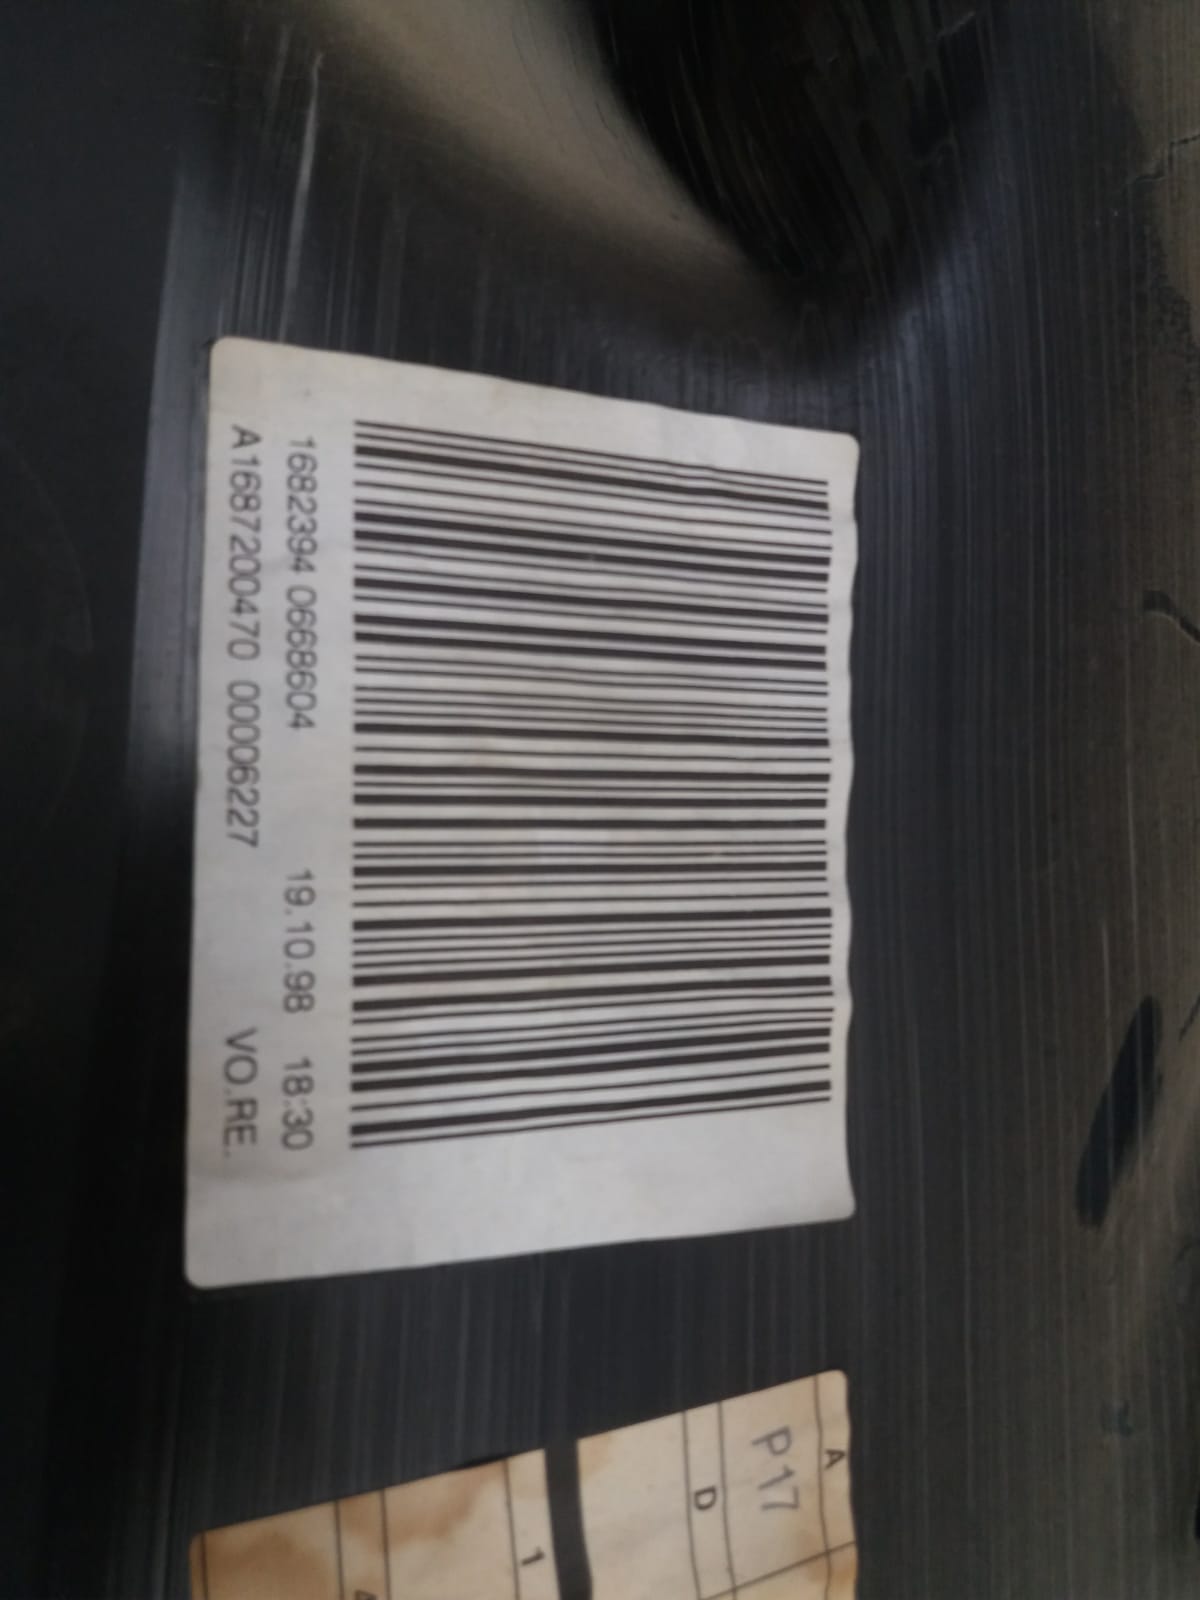 1682394 0668604 19.10.98 18:30
A1687200470 00006227 VO.RE.
A
P17
D
1